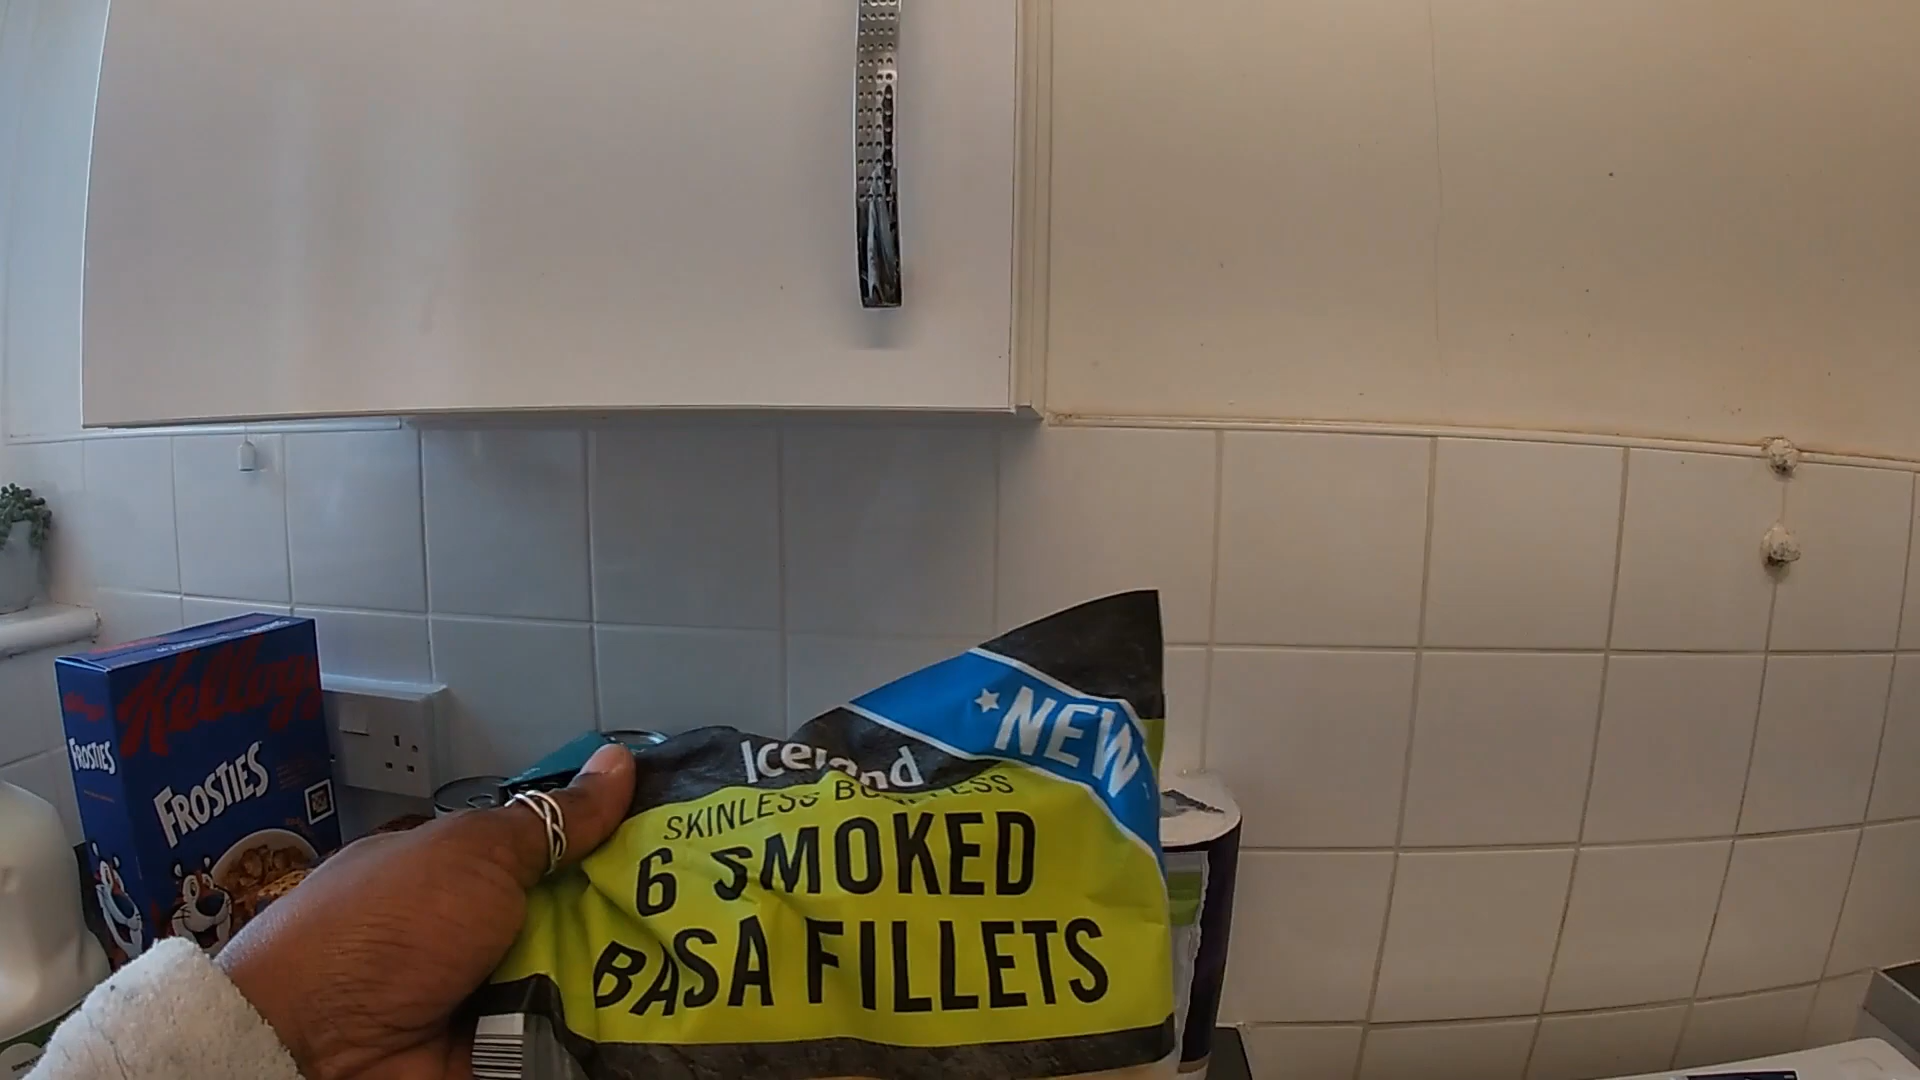 Kellogg's
FROSTIES
FROSTIES
Iceland
NEW
SKINLESS BONELESS
6 SMOKED
BASA FILLETS